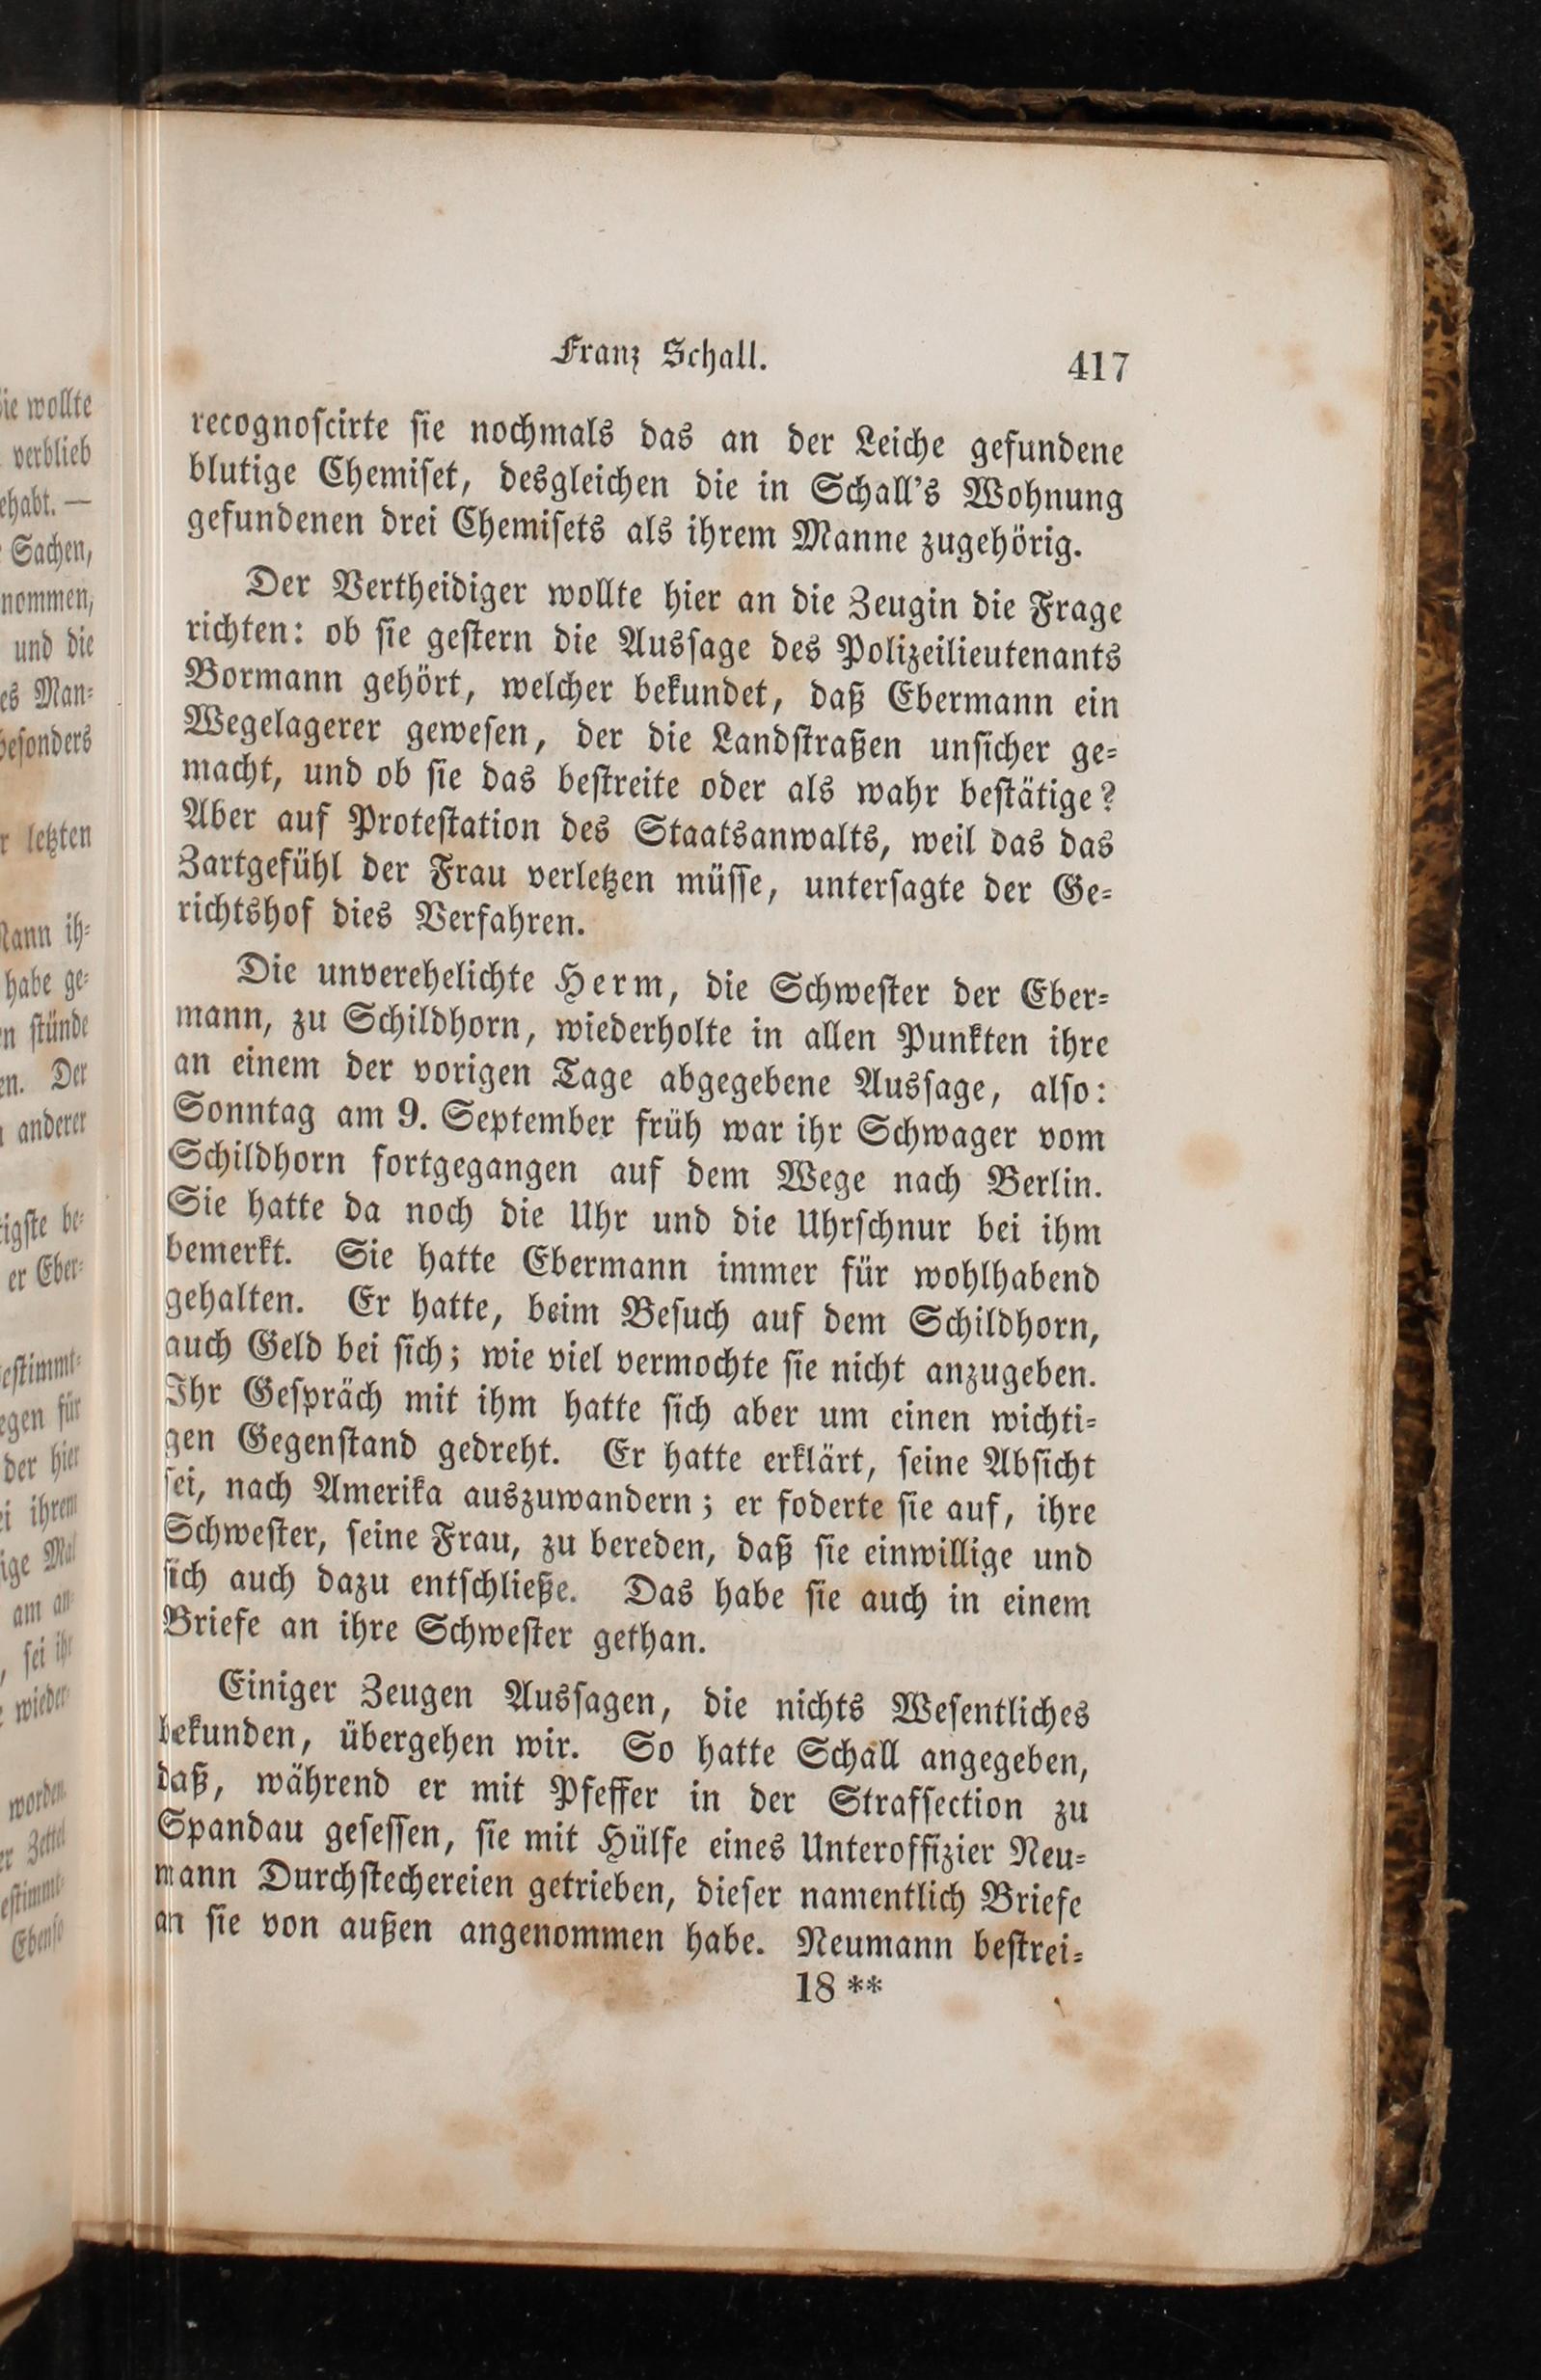 Franz Schall. 417
recognoſcirte ſie nochmals das an der Leiche gefundene
blutige Chemiſet, desgleichen die in Schall's Wohnung
gefundenen drei Chemiſets als ihrem Manne zugehörig.
Der Vertheidiger wollte hier an die Zeugin die Frage
richten: ob ſie geſtern die Ausſage des Polizeilieutenants
Bormann gehört, welcher bekundet, daß Ebermann ein
Wegelagerer geweſen, der die Landſtraßen unſicher ge-
macht, und ob ſie das beſtreite oder als wahr beſtätige?
Aber auf Proteſtation des Staatsanwalts, weil das das
Zartgefühl der Frau verletzen müſſe, unterſagte der Ge-
richtshof dies Verfahren.
Die unverehelichte Herm, die Schweſter der Eber-
mann, zu Schildhorn, wiederholte in allen Punkten ihre
an einem der vorigen Tage abgegebene Ausſage, alſo:
Sonntag am 9. September früh war ihr Schwager vom
Schildhorn fortgegangen auf dem Wege nach Berlin.
Sie hatte da noch die Uhr und die Uhrſchnur bei ihm
bemerkt. Sie hatte Ebermann immer für wohlhabend
gehalten. Er hatte, beim Beſuch auf dem Schildhorn,
auch Geld bei ſich; wie viel vermochte ſie nicht anzugeben.
Ihr Geſpräch mit ihm hatte ſich aber um einen wichti-
gen Gegenſtand gedreht. Er hatte erklärt, ſeine Abſicht
ſei, nach Amerika auszuwandern; er foderte ſie auf, ihre
Schweſter, ſeine Frau, zu bereden, daß ſie einwillige und
ſich auch dazu entſchließe. Das habe ſie auch in einem
Briefe an ihre Schweſter gethan.
Einiger Zeugen Ausſagen, die nichts Weſentliches
bekunden, übergehen wir. So hatte Schall angegeben,
daß, während er mit Pfeffer in der Strafſection zu
Spandau geſeſſen, ſie mit Hülfe eines Unteroffizier Neu-
mann Durchſtechereien getrieben, dieſer namentlich Briefe
an ſie von außen angenommen habe. Neumann beſtrei-
18 **